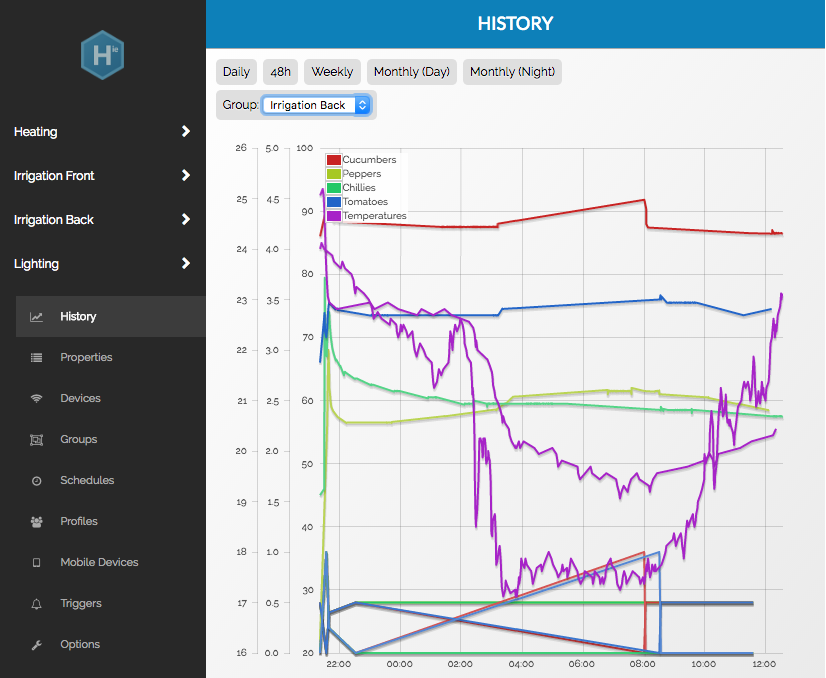 H ie
HISTORY
Heating
Irrigation Front
Irrigation Back
Lighting
History
Properties
Devices
Groups
Schedules
Profiles
Mobile Devices
Triggers
Options
Daily 48h Weekly Monthly (Day) Monthly (Night)
Group: Irrigation Back
26 5.0 100
Cucumbers
Peppers
Chillies
25 4.5 90
Tomatoes
Temperatures
24 4.0 80
23 3.5 70
22 3.0
21 2.5 60
20 2.0 50
19 1.5 40
18 1.0
17 0.5 30
16 0.0 20
22:00 00:00 02:00 04:00 06:00 08:00 10:00 12:00